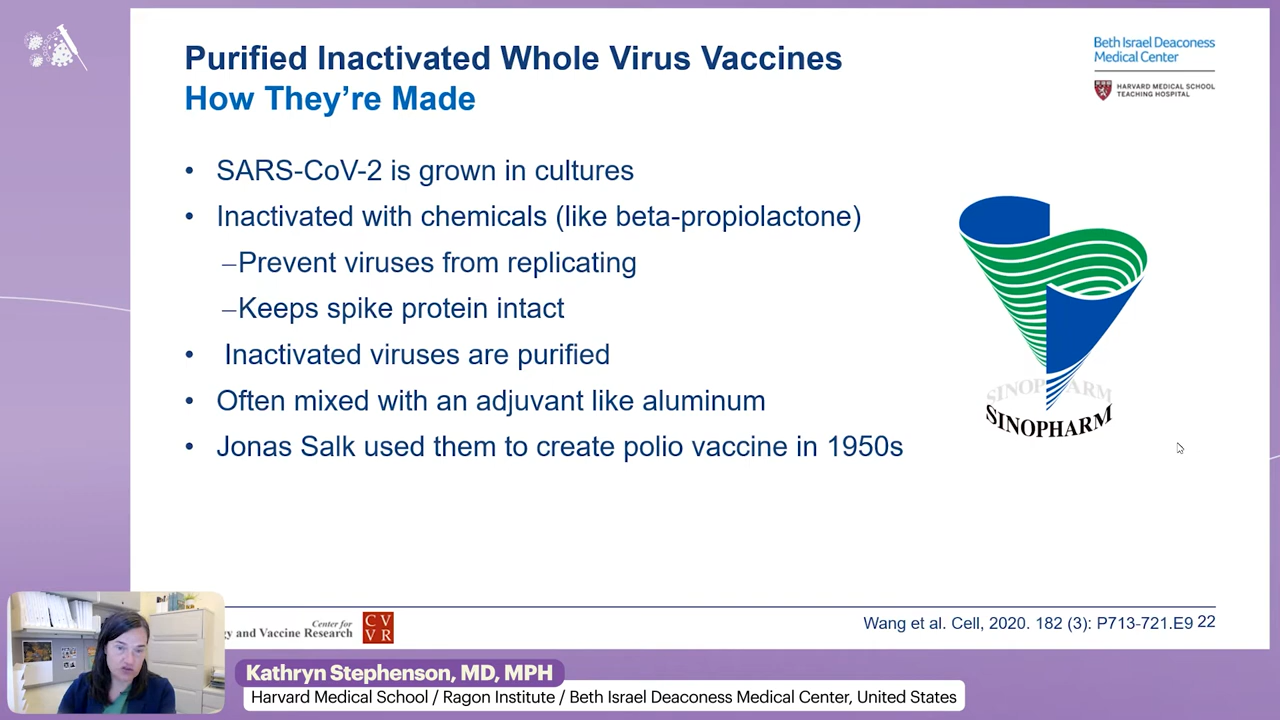 Purified Inactivated Whole Virus Vaccines
How They're Made
Beth Israel Deaconess
Medical Center
HARVARD MEDICAL SCHOOL
TEACHING HOSPITAL
• SARS-CoV-2 is grown in cultures
• Inactivated with chemicals (like beta-propiolactone)
–Prevent viruses from replicating
–Keeps spike protein intact
• Inactivated viruses are purified
• Often mixed with an adjuvant like aluminum
• Jonas Salk used them to create polio vaccine in 1950s
SINOPHARM
SINOPHARM
Center for
gy and Vaccine Research
CV
VR
Wang et al. Cell, 2020. 182 (3): P713-721.E9 22
Kathryn Stephenson, MD, MPH
Harvard Medical School / Ragon Institute / Beth Israel Deaconess Medical Center, United States